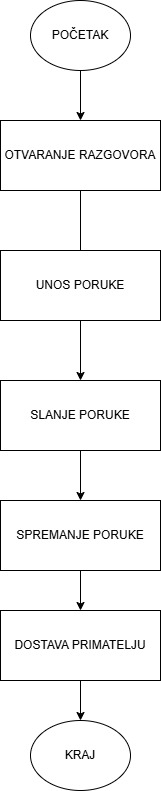 POČETAK
OTVARANJE RAZGOVORA
UNOS PORUKE
SLANJE PORUKE
SPREMANJE PORUKE
DOSTAVA PRIMATELJU
KRAJ